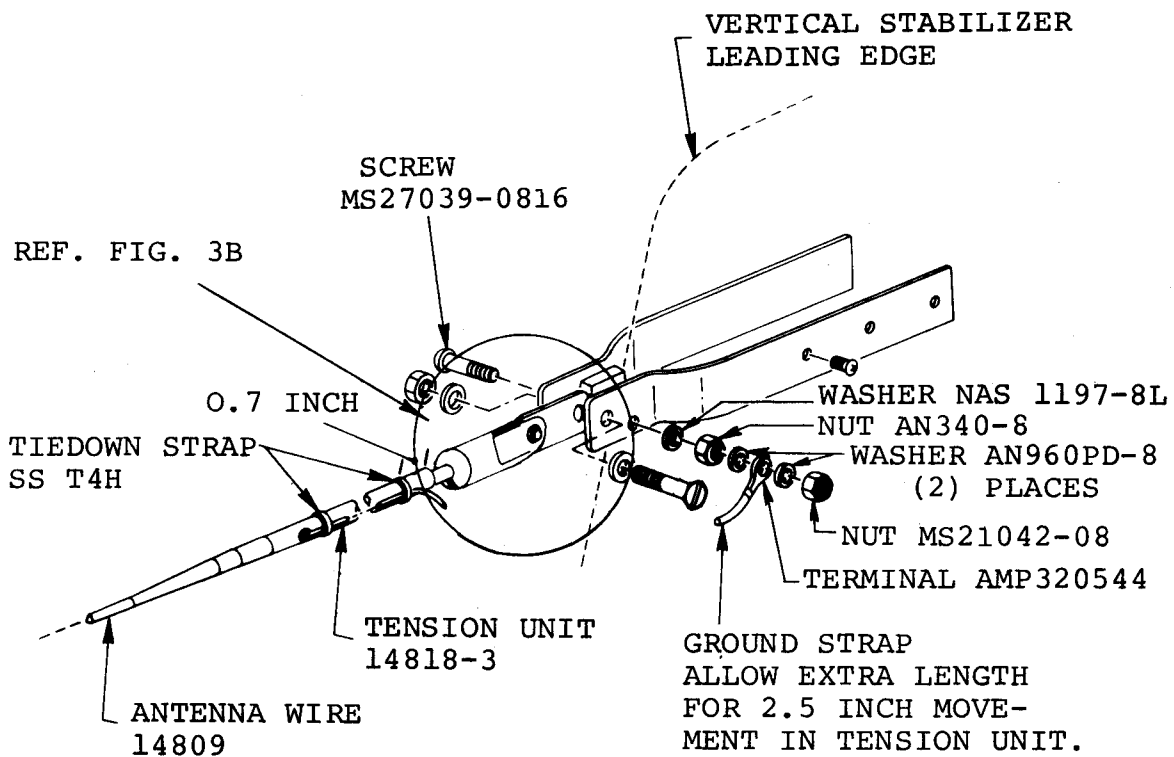 VERTICAL STABILIZER
LEADING EDGE
SCREW
MS27039-0816
REF. FIG. 3B
0.7 INCH
TIEDOWN STRAP
SS T4H
WASHER NAS 1197-8L
NUT AN340-8
WASHER AN960PD-8
(2) PLACES
NUT MS21042-08
TERMINAL AMP320544
TENSION UNIT
14818-3
GROUND STRAP
ALLOW EXTRA LENGTH
FOR 2.5 INCH MOVE-
MENT IN TENSION UNIT.
ANTENNA WIRE
14809